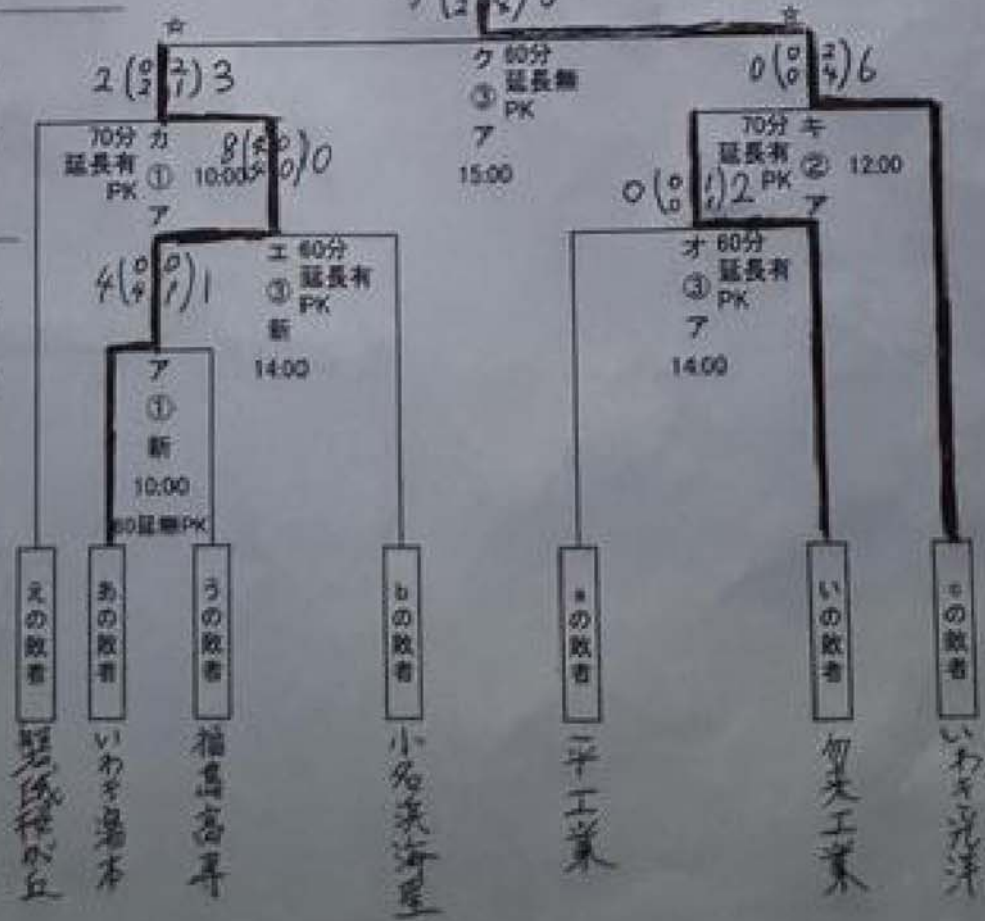 ☆ ☆
2 (0 2 / 2 1) 3
ク 60分
③ 延長無
PK
ア
15:00
0 (0 2 / 0 4) 6
70分 カ
延長有 ①
PK
ア
10:00
8 0
70分 キ
延長有 ②
PK
ア
12:00
4 (0 0 / 4 1) 1
エ 60分
③ 延長有
PK
新
14:00
0 (0 1 / 0 1) 2
オ 60分
③ 延長有
PK
ア
14:00
ア
①
新
10:00
60延無PK
えの敗者
あの敗者
うの敗者
bの敗者
aの敗者
いの敗者
cの敗者
磐城桜が丘
いわき湯本
福島高専
小名浜海星
平工業
勿来工業
いわき光洋